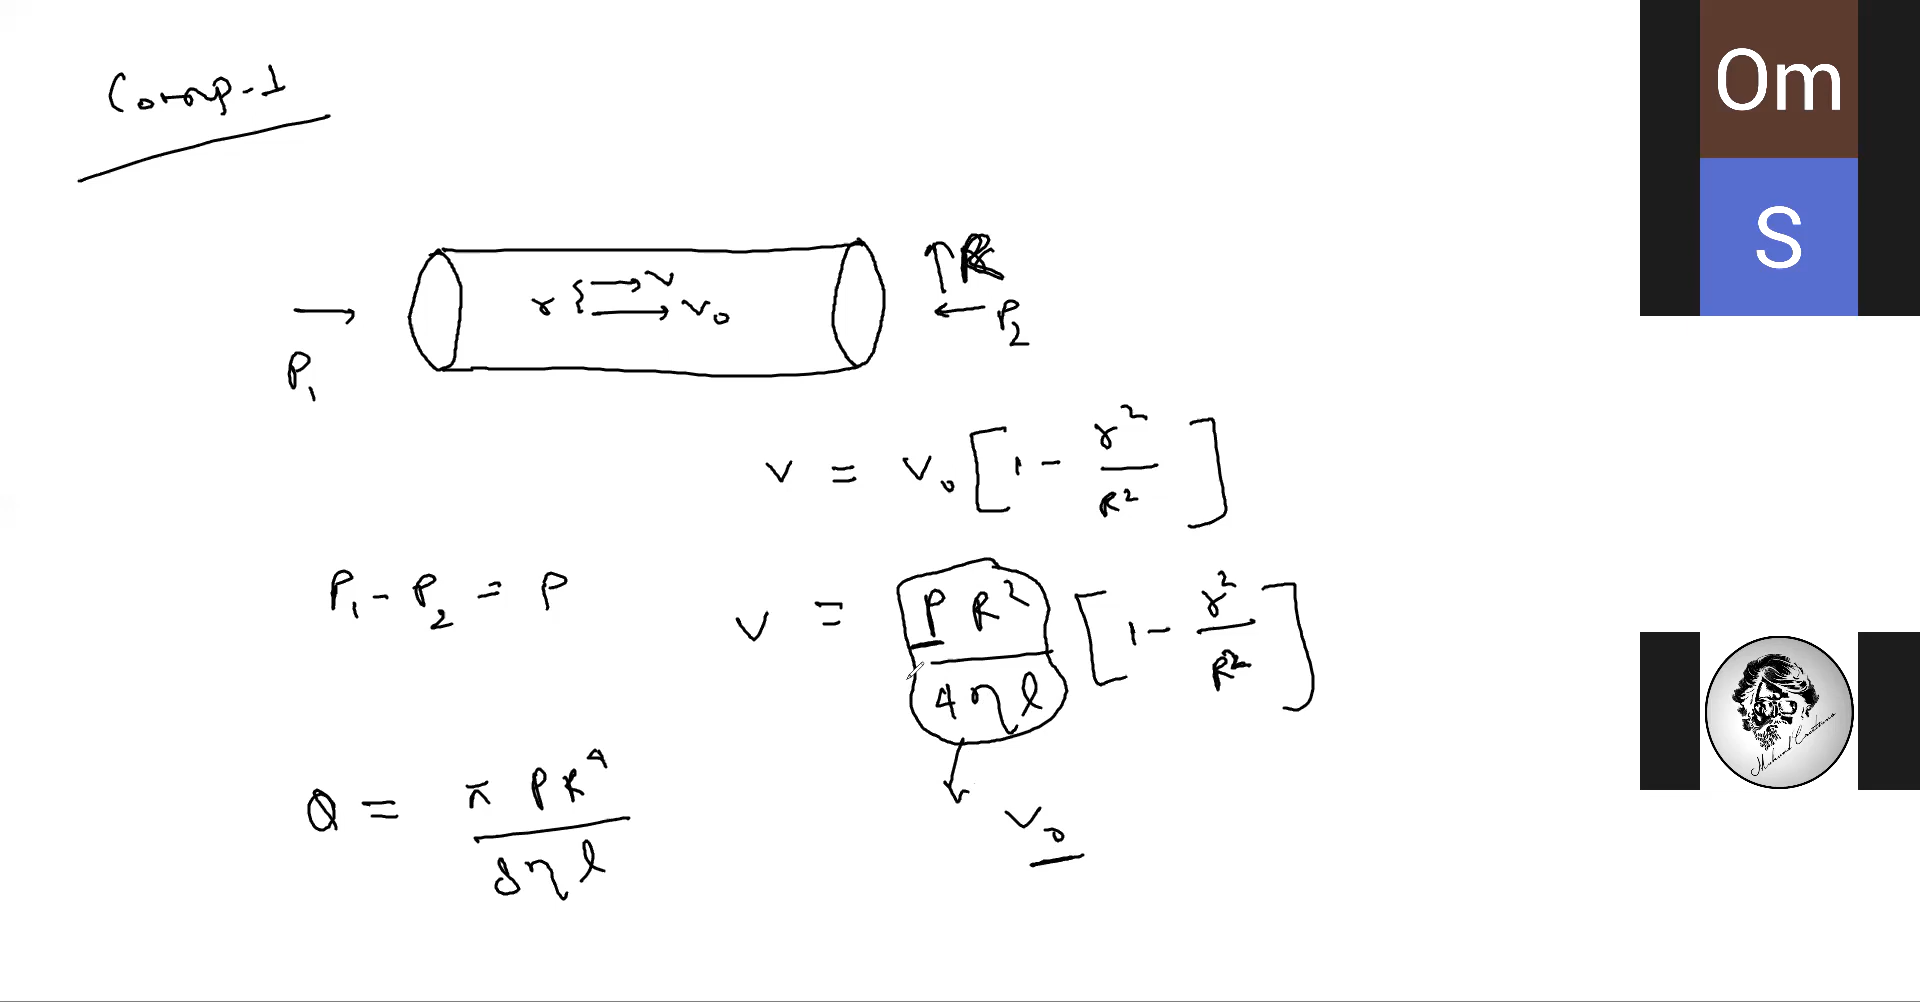 Comp-1
r { → v
→ v₀
↑R
← P₂
→
P₁
v = v₀ [1 - r²/R²]
P₁ - P₂ = P
v = PR²/4ηl [1 - r²/R²]
Q = πPR⁴/8ηl
v₀
Om
S